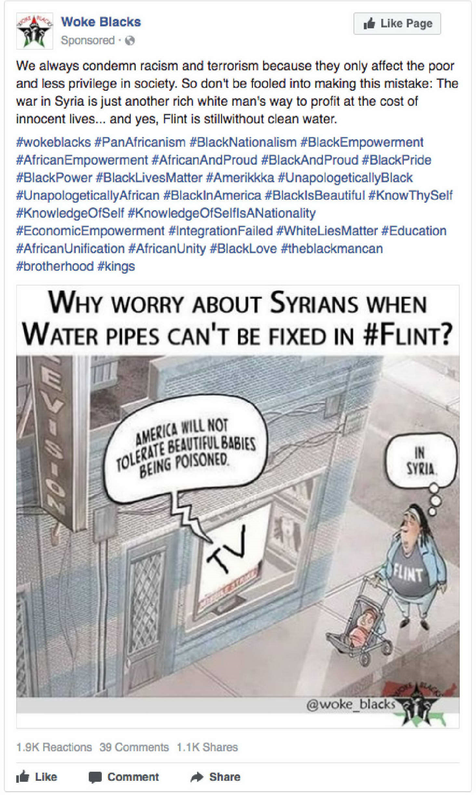 Woke Blacks
Like Page
Sponsored ·
We always condemn racism and terrorism because they only affect the poor
and less privilege in society. So don't be fooled into making this mistake: The
war in Syria is just another rich white man's way to profit at the cost of
innocent lives... and yes, Flint is stillwithout clean water.
#wokeblacks #PanAfricanism #BlackNationalism #BlackEmpowerment
#AfricanEmpowerment #AfricanAndProud #BlackAndProud #BlackPride
#BlackPower #BlackLivesMatter #Amerikkka #UnapologeticallyBlack
#UnapologeticallyAfrican #BlackInAmerica #BlackIsBeautiful #KnowThySelf
#KnowledgeOfSelf #KnowledgeOfSelfIsANationality
#EconomicEmpowerment #IntegrationFailed #WhiteLiesMatter #Education
#AfricanUnification #AfricanUnity #BlackLove #theblackmancan
#brotherhood #kings
WHY WORRY ABOUT SYRIANS WHEN
WATER PIPES CAN'T BE FIXED IN #FLINT?
EVISION
AMERICA WILL NOT
TOLERATE BEAUTIFUL BABIES
BEING POISONED.
IN
SYRIA.
TV
FLINT
@woke_blacks
1.9K Reactions 39 Comments 1.1K Shares
Like Comment Share